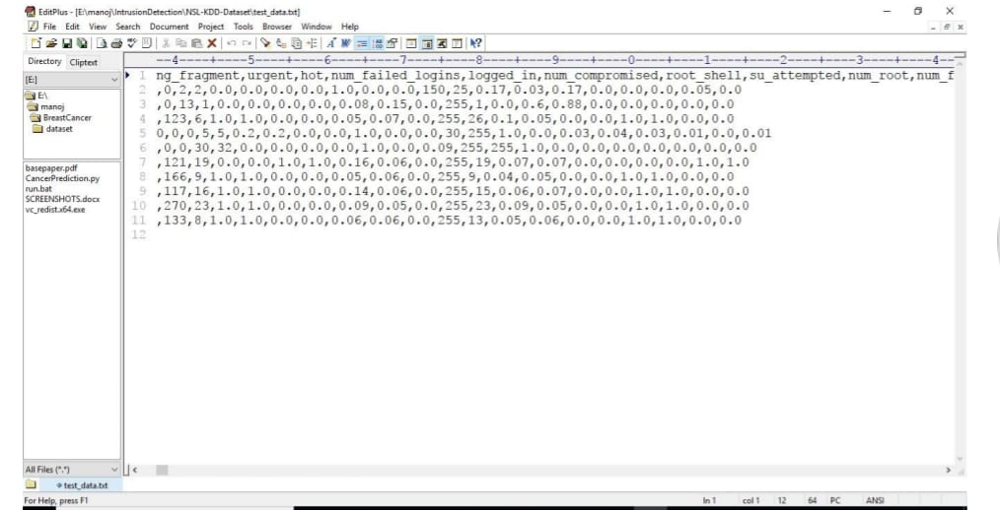 EditPlus - [E:\manoj\IntrusionDetection\NSL-KDD-Dataset\test_data.txt]
File Edit View Search Document Project Tools Browser Window Help
Directory Cliptext
--4----+----5----+----6----+----7----+----8----+----9----+----0----+----1----+----2----+----3----+----4--
[E:]
1 ng_fragment,urgent,hot,num_failed_logins,logged_in,num_compromised,root_shell,su_attempted,num_root,num_f
2 ,0,2,2,0.0,0.0,0.0,0.0,1.0,0.0,0.0,150,25,0.17,0.03,0.17,0.0,0.0,0.0,0.05,0.0
3 ,0,13,1,0.0,0.0,0.0,0.0,0.08,0.15,0.0,255,1,0.0,0.6,0.88,0.0,0.0,0.0,0.0,0.0
4 ,123,6,1.0,1.0,0.0,0.0,0.05,0.07,0.0,255,26,0.1,0.05,0.0,0.0,1.0,1.0,0.0,0.0
5 0,0,0,5,5,0.2,0.2,0.0,0.0,1.0,0.0,0.0,30,255,1.0,0.0,0.03,0.04,0.03,0.01,0.0,0.01
6 ,0,0,30,32,0.0,0.0,0.0,0.0,1.0,0.0,0.09,255,255,1.0,0.0,0.0,0.0,0.0,0.0,0.0,0.0
7 ,121,19,0.0,0.0,1.0,1.0,0.16,0.06,0.0,255,19,0.07,0.07,0.0,0.0,0.0,0.0,1.0,1.0
8 ,166,9,1.0,1.0,0.0,0.0,0.05,0.06,0.0,255,9,0.04,0.05,0.0,0.0,1.0,1.0,0.0,0.0
9 ,117,16,1.0,1.0,0.0,0.0,0.14,0.06,0.0,255,15,0.06,0.07,0.0,0.0,1.0,1.0,0.0,0.0
10 ,270,23,1.0,1.0,0.0,0.0,0.09,0.05,0.0,255,23,0.09,0.05,0.0,0.0,1.0,1.0,0.0,0.0
11 ,133,8,1.0,1.0,0.0,0.0,0.06,0.06,0.0,255,13,0.05,0.06,0.0,0.0,1.0,1.0,0.0,0.0
12
E:\
manoj
BreastCancer
dataset
basepaper.pdf
CancerPrediction.py
run.bat
SCREENSHOTS.docx
vc_redist.x64.exe
All Files (*.*)
test_data.txt
For Help, press F1
ln 1 col 1 12 64 PC ANSI